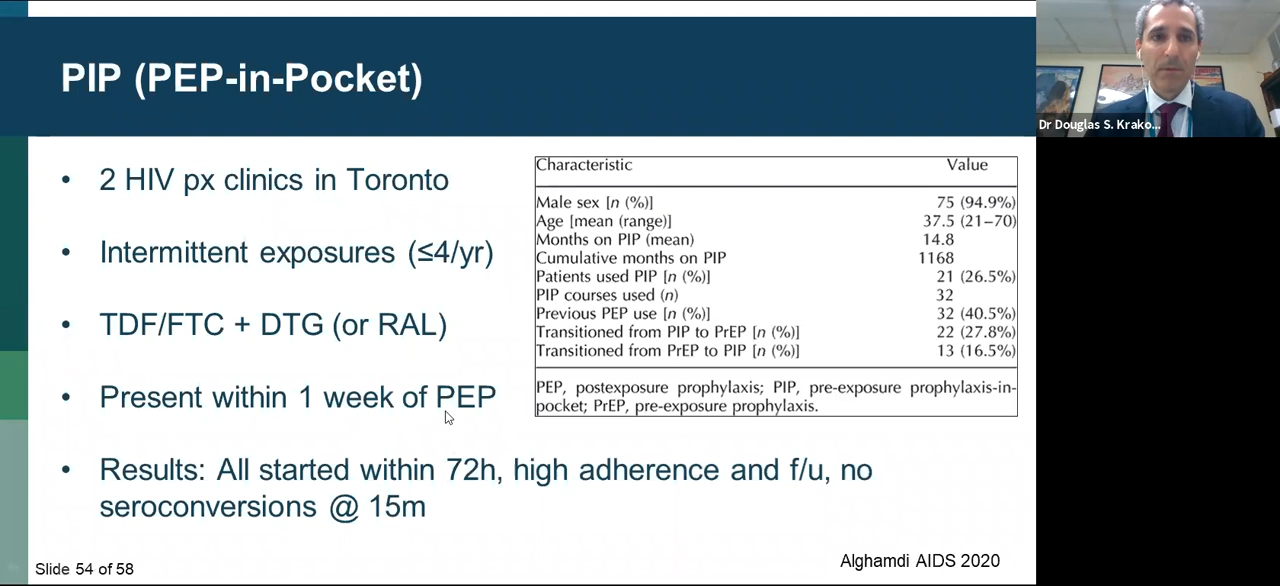 PIP (PEP-in-Pocket)
Dr Douglas S. Krako...
• 2 HIV px clinics in Toronto
• Intermittent exposures (≤4/yr)
• TDF/FTC + DTG (or RAL)
• Present within 1 week of PEP
• Results: All started within 72h, high adherence and f/u, no
seroconversions @ 15m
Characteristic Value
Male sex [n (%)] 75 (94.9%)
Age [mean (range)] 37.5 (21–70)
Months on PIP (mean) 14.8
Cumulative months on PIP 1168
Patients used PIP [n (%)] 21 (26.5%)
PIP courses used (n) 32
Previous PEP use [n (%)] 32 (40.5%)
Transitioned from PIP to PrEP [n (%)] 22 (27.8%)
Transitioned from PrEP to PIP [n (%)] 13 (16.5%)
PEP, postexposure prophylaxis; PIP, pre-exposure prophylaxis-in-
pocket; PrEP, pre-exposure prophylaxis.
Alghamdi AIDS 2020
Slide 54 of 58